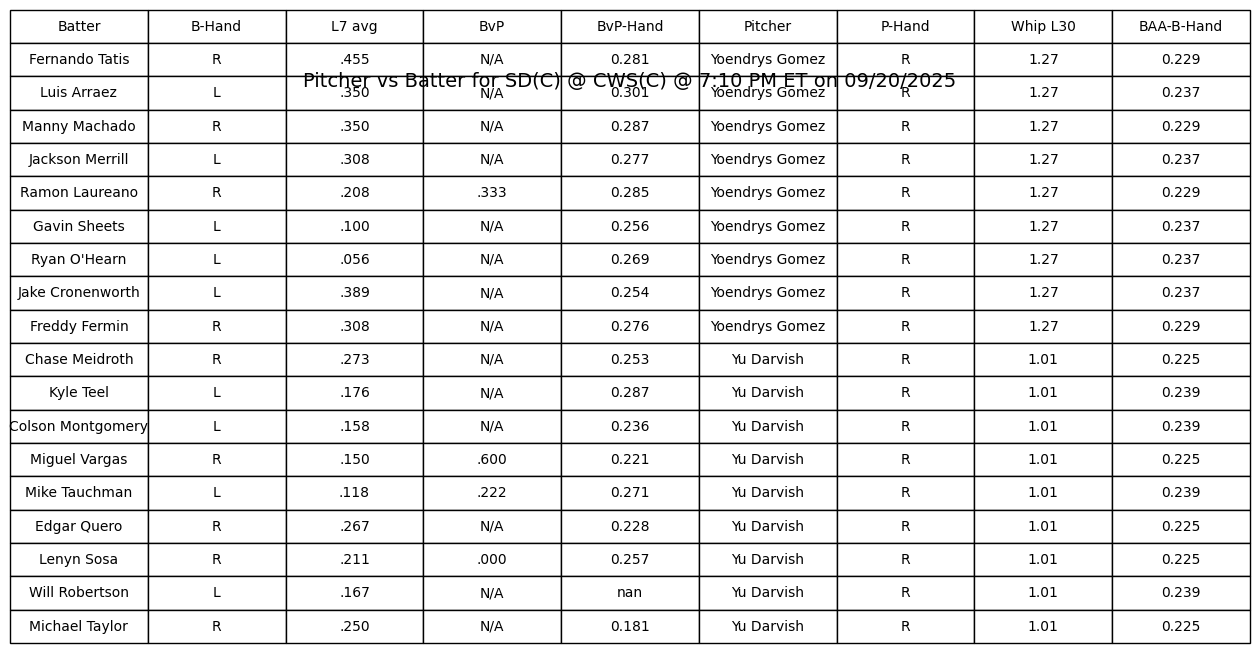 Batter B-Hand L7 avg BvP BvP-Hand Pitcher P-Hand Whip L30 BAA-B-Hand
Fernando Tatis R .455 N/A 0.281 Yoendrys Gomez R 1.27 0.229
Pitcher vs Batter for SD(C) @ CWS(C) @ 7:10 PM ET on 09/20/2025
Luis Arraez L .350 N/A 0.301 Yoendrys Gomez R 1.27 0.237
Manny Machado R .350 N/A 0.287 Yoendrys Gomez R 1.27 0.229
Jackson Merrill L .308 N/A 0.277 Yoendrys Gomez R 1.27 0.237
Ramon Laureano R .208 .333 0.285 Yoendrys Gomez R 1.27 0.229
Gavin Sheets L .100 N/A 0.256 Yoendrys Gomez R 1.27 0.237
Ryan O'Hearn L .056 N/A 0.269 Yoendrys Gomez R 1.27 0.237
Jake Cronenworth L .389 N/A 0.254 Yoendrys Gomez R 1.27 0.237
Freddy Fermin R .308 N/A 0.276 Yoendrys Gomez R 1.27 0.229
Chase Meidroth R .273 N/A 0.253 Yu Darvish R 1.01 0.225
Kyle Teel L .176 N/A 0.287 Yu Darvish R 1.01 0.239
Colson Montgomery L .158 N/A 0.236 Yu Darvish R 1.01 0.239
Miguel Vargas R .150 .600 0.221 Yu Darvish R 1.01 0.225
Mike Tauchman L .118 .222 0.271 Yu Darvish R 1.01 0.239
Edgar Quero R .267 N/A 0.228 Yu Darvish R 1.01 0.225
Lenyn Sosa R .211 .000 0.257 Yu Darvish R 1.01 0.225
Will Robertson L .167 N/A nan Yu Darvish R 1.01 0.239
Michael Taylor R .250 N/A 0.181 Yu Darvish R 1.01 0.225